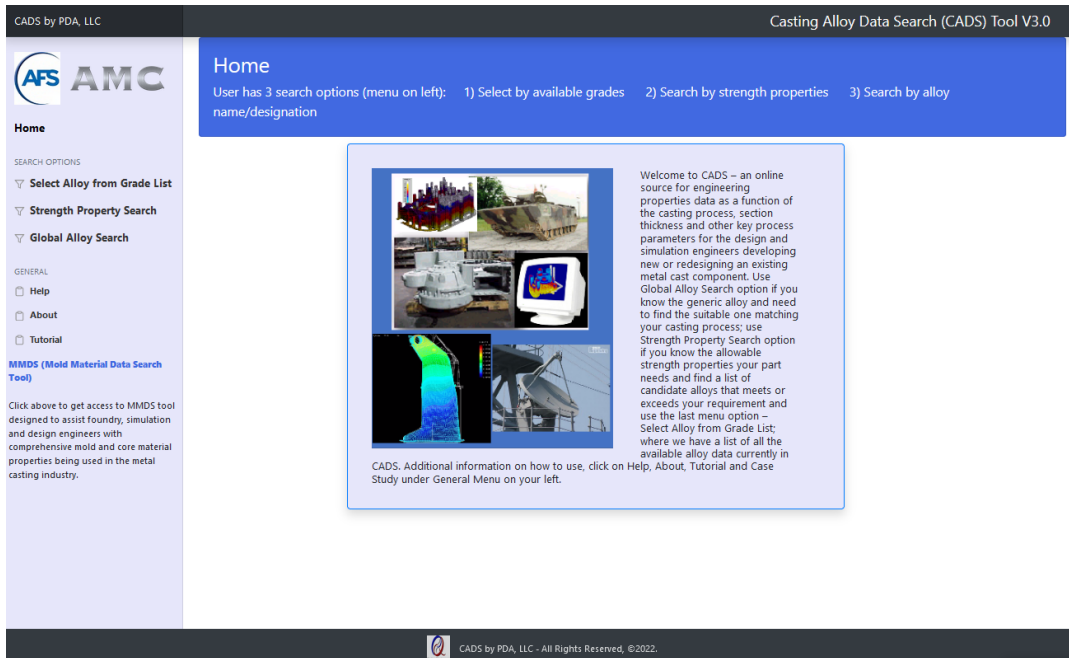 CADS by PDA, LLC
Casting Alloy Data Search (CADS) Tool V3.0
AFS AMC
Home
SEARCH OPTIONS
Select Alloy from Grade List
Strength Property Search
Global Alloy Search
GENERAL
Help
About
Tutorial
MMDS (Mold Material Data Search
Tool)
Click above to get access to MMDS tool
designed to assist foundry, simulation
and design engineers with
comprehensive mold and core material
properties being used in the metal
casting industry.
Home
User has 3 search options (menu on left): 1) Select by available grades 2) Search by strength properties 3) Search by alloy
name/designation
Welcome to CADS – an online
source for engineering
properties data as a function of
the casting process, section
thickness and other key process
parameters for the design and
simulation engineers developing
new or redesigning an existing
metal cast component. Use
Global Alloy Search option if you
know the generic alloy and need
to find the suitable one matching
your casting process; use
Strength Property Search option
if you know the allowable
strength properties your part
needs and find a list of
candidate alloys that meets or
exceeds your requirement and
use the last menu option –
Select Alloy from Grade List;
where we have a list of all the
available alloy data currently in
CADS. Additional information on how to use, click on Help, About, Tutorial and Case
Study under General Menu on your left.
CADS by PDA, LLC - All Rights Reserved, ©2022.